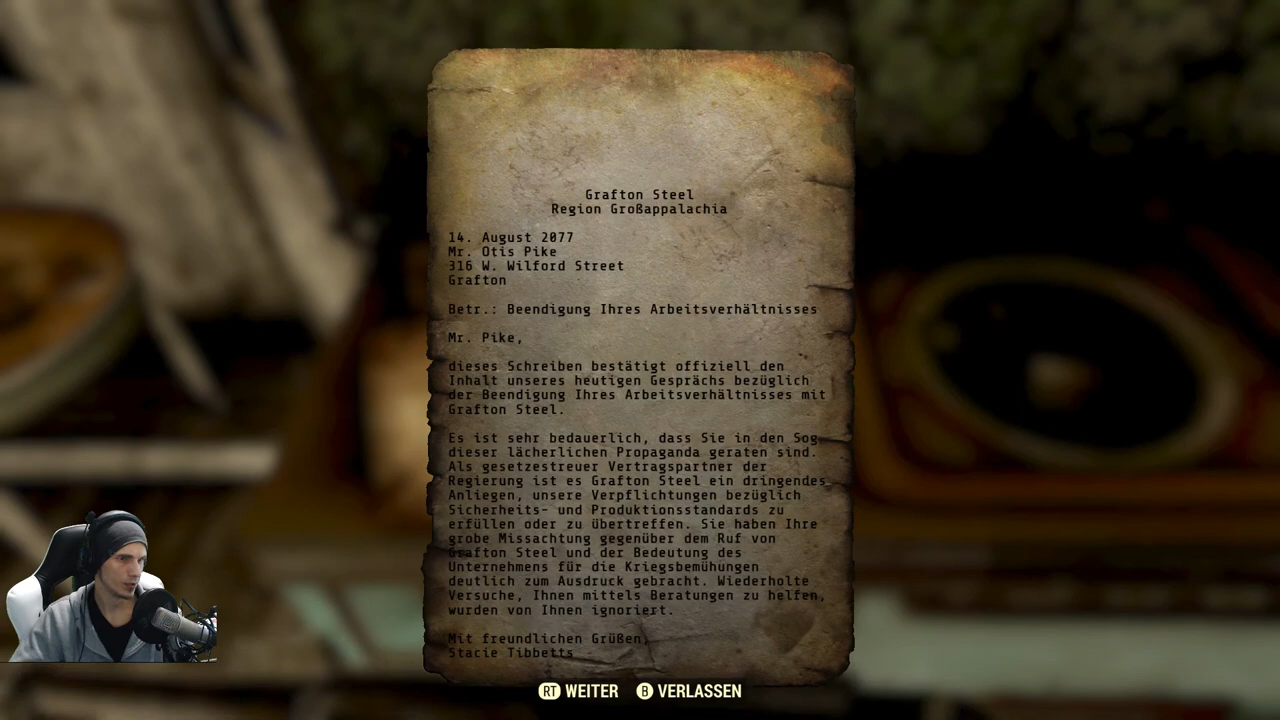 Grafton Steel
Region Großappalachia
14. August 2077
Mr. Otis Pike
316 W. Wilford Street
Grafton
Betr.: Beendigung Ihres Arbeitsverhältnisses
Mr. Pike,
dieses Schreiben bestätigt offiziell den
Inhalt unseres heutigen Gesprächs bezüglich
der Beendigung Ihres Arbeitsverhältnisses mit
Grafton Steel.
Es ist sehr bedauerlich, dass Sie in den Sog
dieser lächerlichen Propaganda geraten sind.
Als gesetzestreuer Vertragspartner der
Regierung ist es Grafton Steel ein dringendes
Anliegen, unsere Verpflichtungen bezüglich
Sicherheits- und Produktionsstandards zu
erfüllen oder zu übertreffen. Sie haben Ihre
grobe Missachtung gegenüber dem Ruf von
Grafton Steel und der Bedeutung des
Unternehmens für die Kriegsbemühungen
deutlich zum Ausdruck gebracht. Wiederholte
Versuche, Ihnen mittels Beratungen zu helfen,
wurden von Ihnen ignoriert.
Mit freundlichen Grüßen,
Stacie Tibbetts
RT WEITER B VERLASSEN